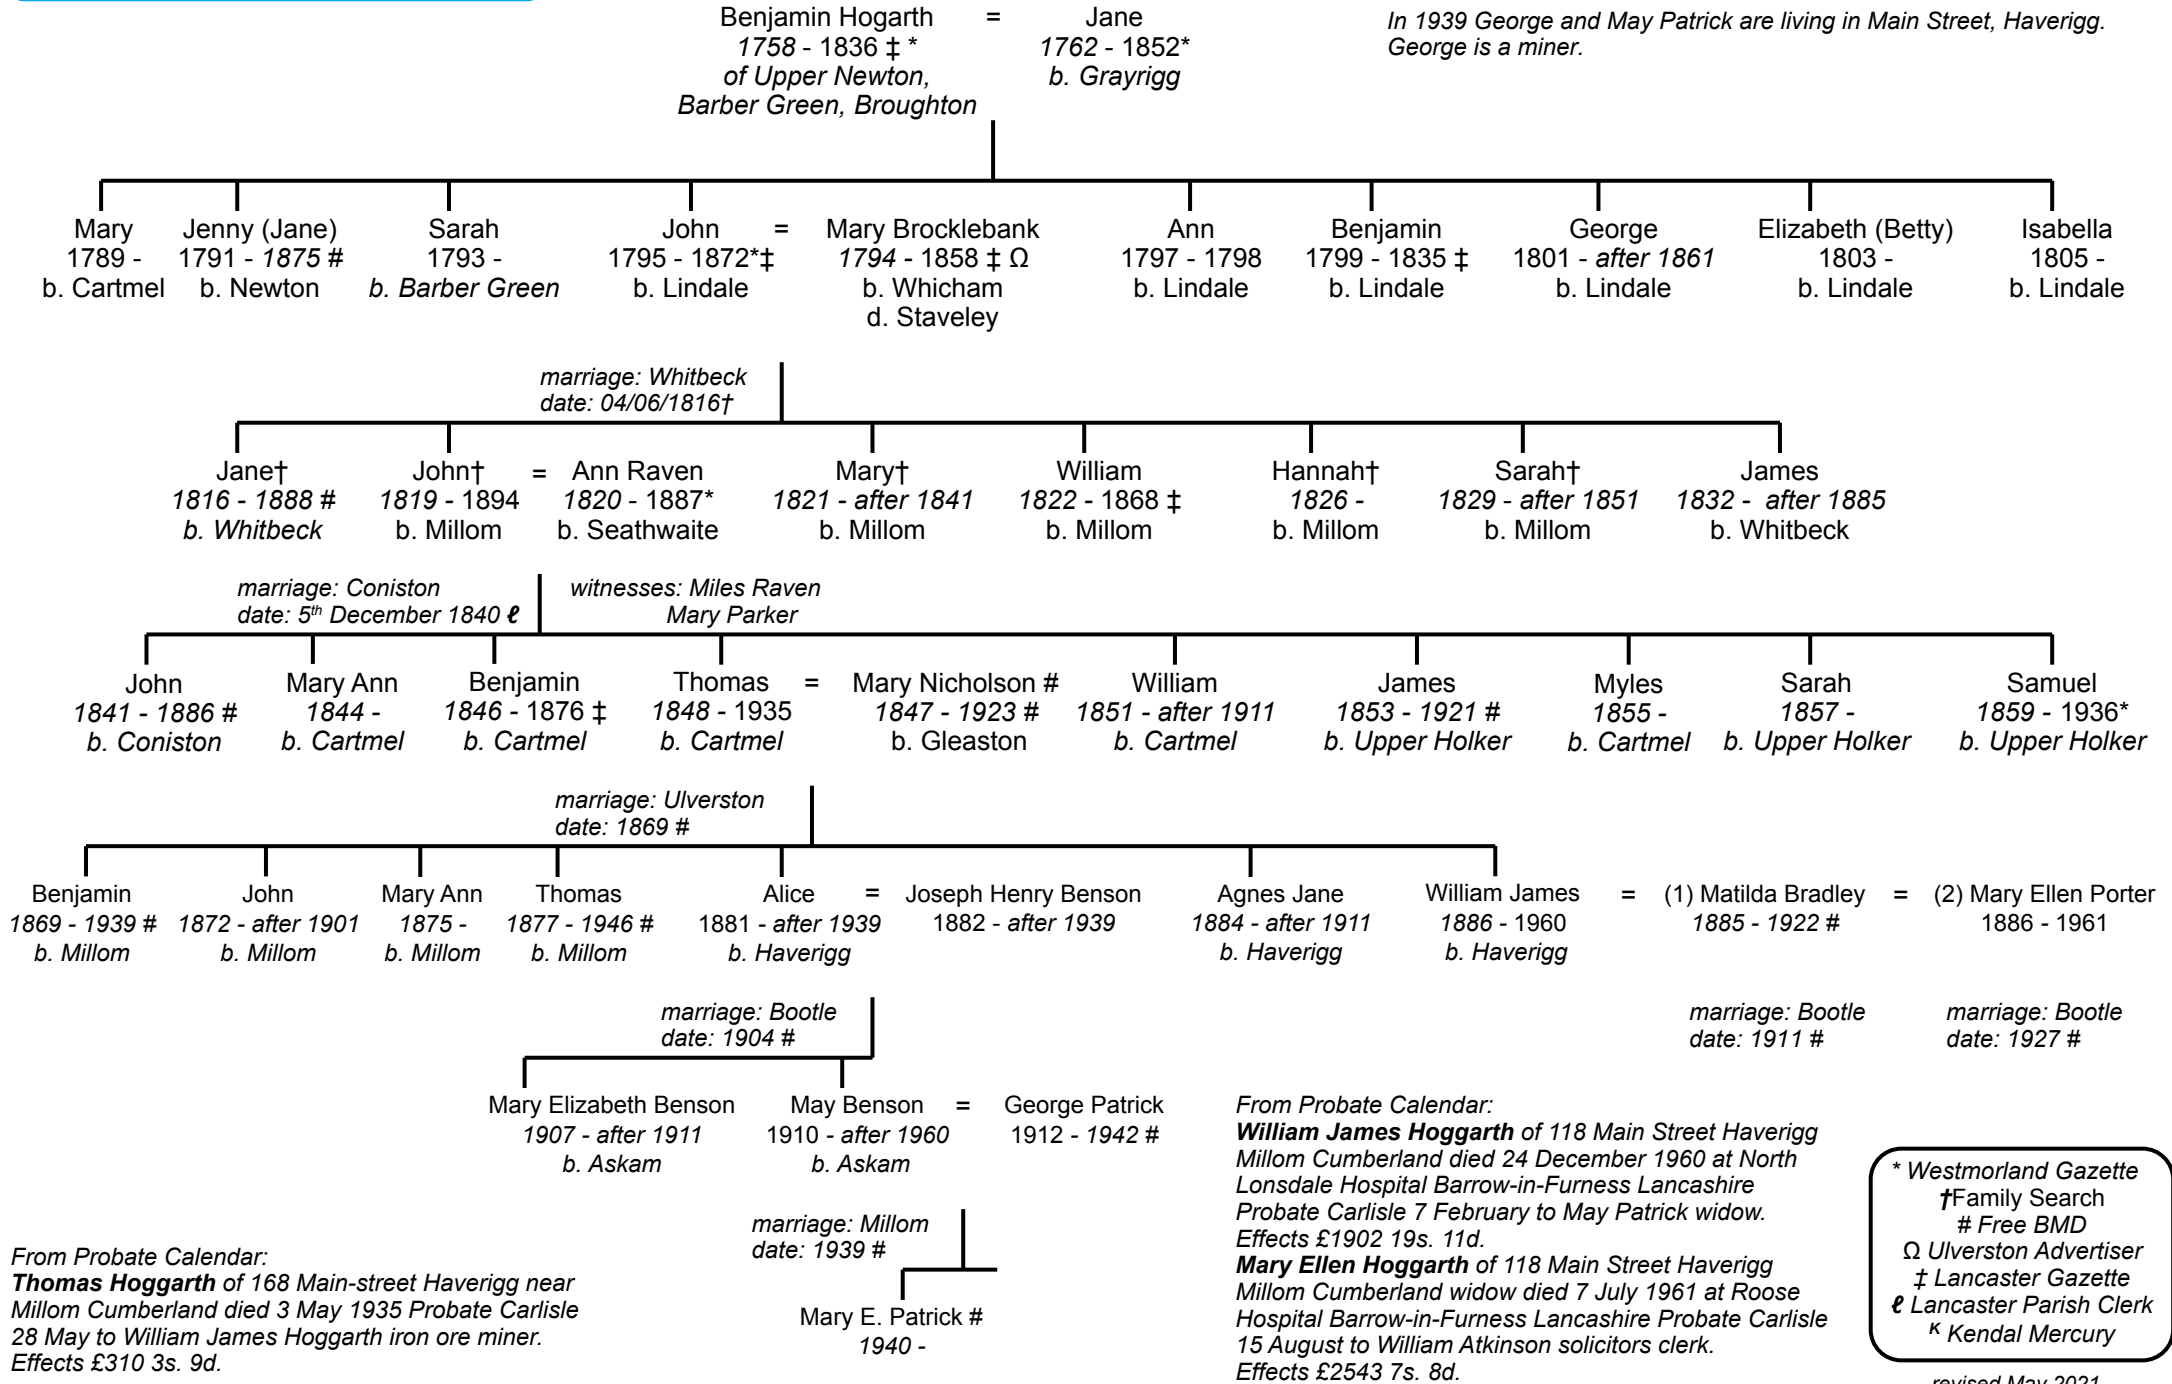 Benjamin Hogarth = Jane
1758 - 1836 ‡ * 1762 - 1852*
of Upper Newton, b. Grayrigg
Barber Green, Broughton
In 1939 George and May Patrick are living in Main Street, Haverigg.
George is a miner.
Mary Jenny (Jane) Sarah John = Mary Brocklebank Ann Benjamin George Elizabeth (Betty) Isabella
1789 - 1791 - 1875 # 1793 - 1795 - 1872*‡ 1794 - 1858 ‡ Ω 1797 - 1798 1799 - 1835 ‡ 1801 - after 1861 1803 - 1805 -
b. Cartmel b. Newton b. Barber Green b. Lindale b. Whicham b. Lindale b. Lindale b. Lindale b. Lindale b. Lindale
d. Staveley
marriage: Whitbeck
date: 04/06/1816†
Jane† John† = Ann Raven Mary† William Hannah† Sarah† James
1816 - 1888 # 1819 - 1894 1820 - 1887* 1821 - after 1841 1822 - 1868 ‡ 1826 - 1829 - after 1851 1832 - after 1885
b. Whitbeck b. Millom b. Seathwaite b. Millom b. Millom b. Millom b. Millom b. Whitbeck
marriage: Coniston witnesses: Miles Raven
date: 5th December 1840 ℓ Mary Parker
John Mary Ann Benjamin Thomas = Mary Nicholson # William James Myles Sarah Samuel
1841 - 1886 # 1844 - 1846 - 1876 ‡ 1848 - 1935 1847 - 1923 # 1851 - after 1911 1853 - 1921 # 1855 - 1857 - 1859 - 1936*
b. Coniston b. Cartmel b. Cartmel b. Cartmel b. Gleaston b. Cartmel b. Upper Holker b. Cartmel b. Upper Holker b. Upper Holker
marriage: Ulverston
date: 1869 #
Benjamin John Mary Ann Thomas Alice = Joseph Henry Benson Agnes Jane William James = (1) Matilda Bradley = (2) Mary Ellen Porter
1869 - 1939 # 1872 - after 1901 1875 - 1877 - 1946 # 1881 - after 1939 1882 - after 1939 1884 - after 1911 1886 - 1960 1885 - 1922 # 1886 - 1961
b. Millom b. Millom b. Millom b. Millom b. Haverigg b. Haverigg b. Haverigg
marriage: Bootle marriage: Bootle marriage: Bootle
date: 1904 # date: 1911 # date: 1927 #
Mary Elizabeth Benson May Benson = George Patrick
1907 - after 1911 1910 - after 1960 1912 - 1942 #
b. Askam b. Askam
marriage: Millom
date: 1939 #
Mary E. Patrick #
1940 -
From Probate Calendar:
Thomas Hoggarth of 168 Main-street Haverigg near
Millom Cumberland died 3 May 1935 Probate Carlisle
28 May to William James Hoggarth iron ore miner.
Effects £310 3s. 9d.
From Probate Calendar:
William James Hoggarth of 118 Main Street Haverigg
Millom Cumberland died 24 December 1960 at North
Lonsdale Hospital Barrow-in-Furness Lancashire
Probate Carlisle 7 February to May Patrick widow.
Effects £1902 19s. 11d.
Mary Ellen Hoggarth of 118 Main Street Haverigg
Millom Cumberland widow died 7 July 1961 at Roose
Hospital Barrow-in-Furness Lancashire Probate Carlisle
15 August to William Atkinson solicitors clerk.
Effects £2543 7s. 8d.
* Westmorland Gazette
†Family Search
# Free BMD
Ω Ulverston Advertiser
‡ Lancaster Gazette
ℓ Lancaster Parish Clerk
K Kendal Mercury
revised May 2021